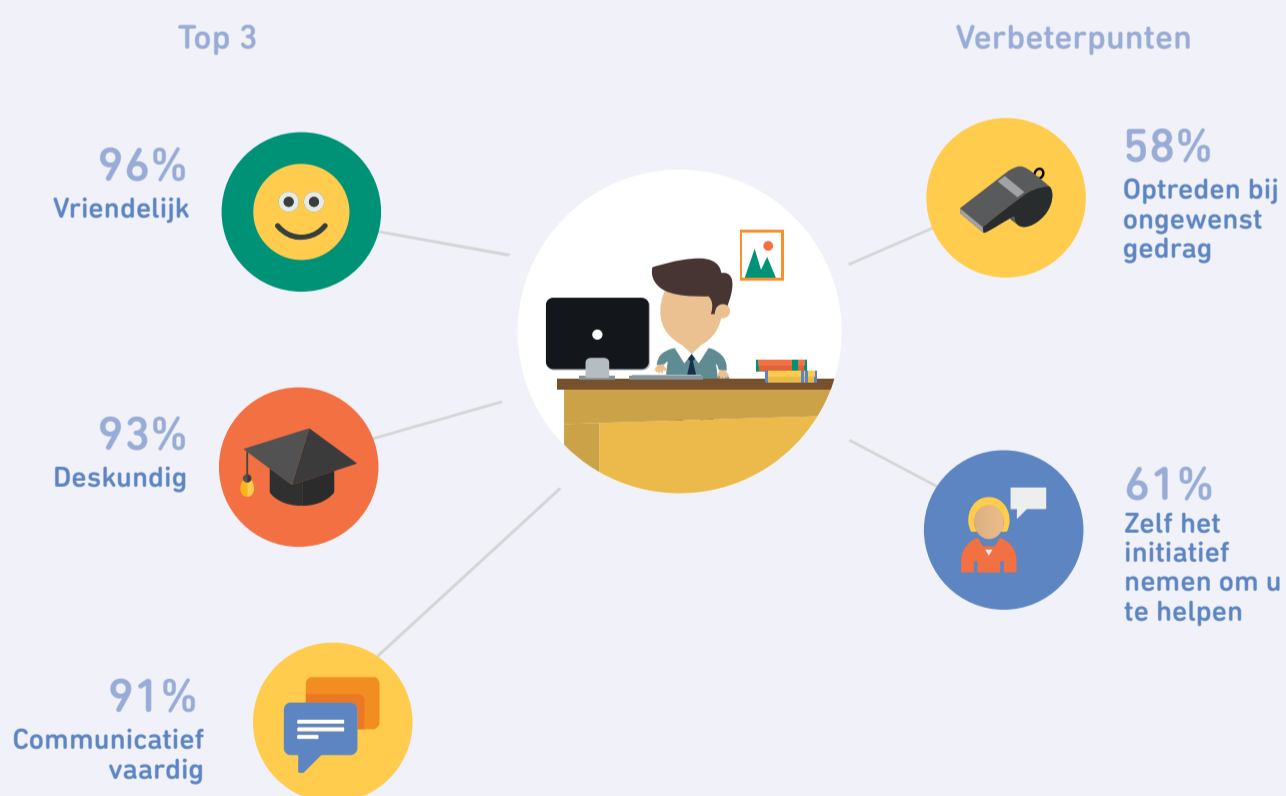 Top 3
96%
Vriendelijk
93%
Deskundig
91%
Communicatief
vaardig
Verbeterpunten
58%
Optreden bij
ongewenst
gedrag
61%
Zelf het
initiatief
nemen om u
te helpen